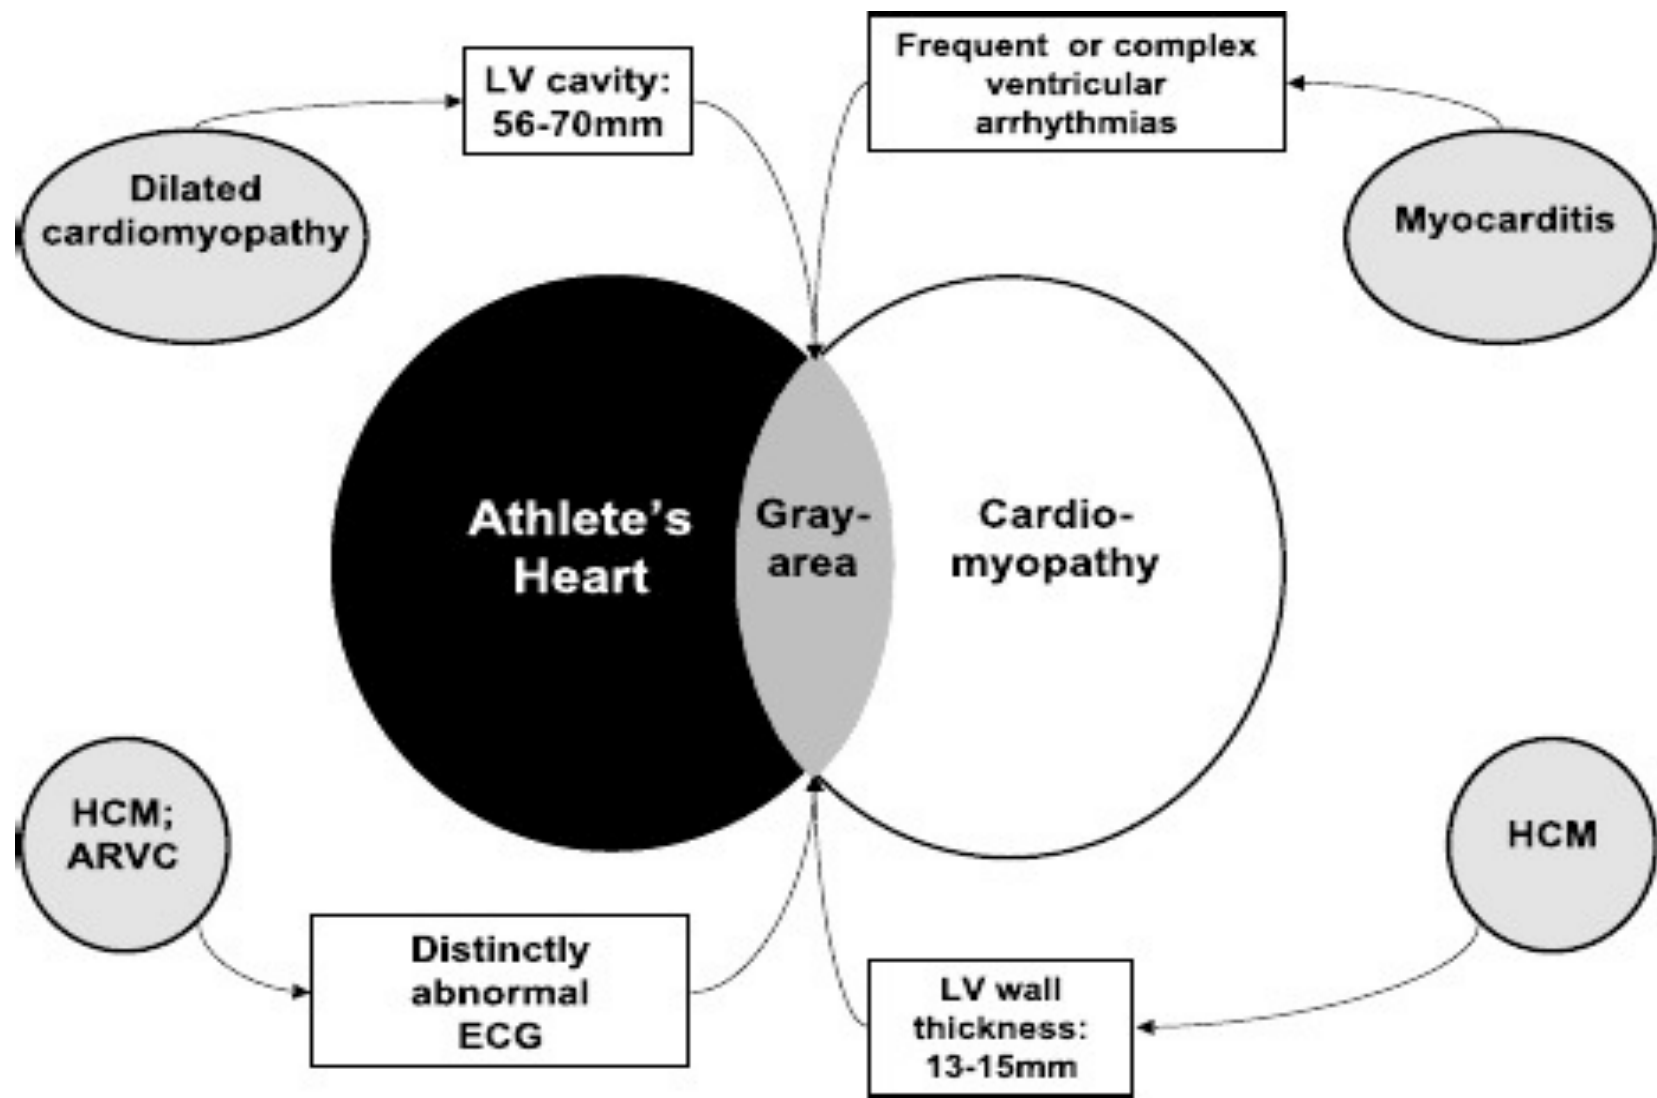 LV cavity:
56-70mm
Frequent or complex
ventricular
arrhythmias
Dilated
cardiomyopathy
Myocarditis
Athlete’s
Heart
Gray-
area
Cardio-
myopathy
HCM;
ARVC
HCM
Distinctly
abnormal
ECG
LV wall
thickness:
13-15mm